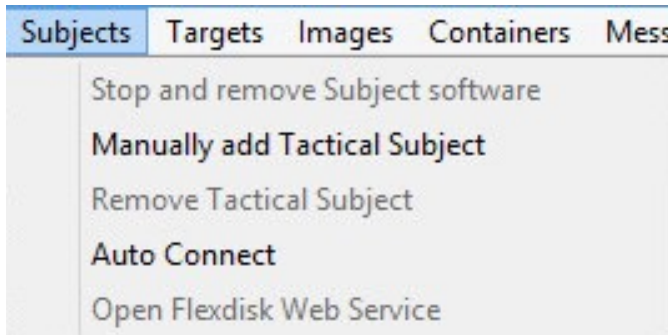 Subjects Targets Images Containers Mess
Stop and remove Subject software
Manually add Tactical Subject
Remove Tactical Subject
Auto Connect
Open Flexdisk Web Service